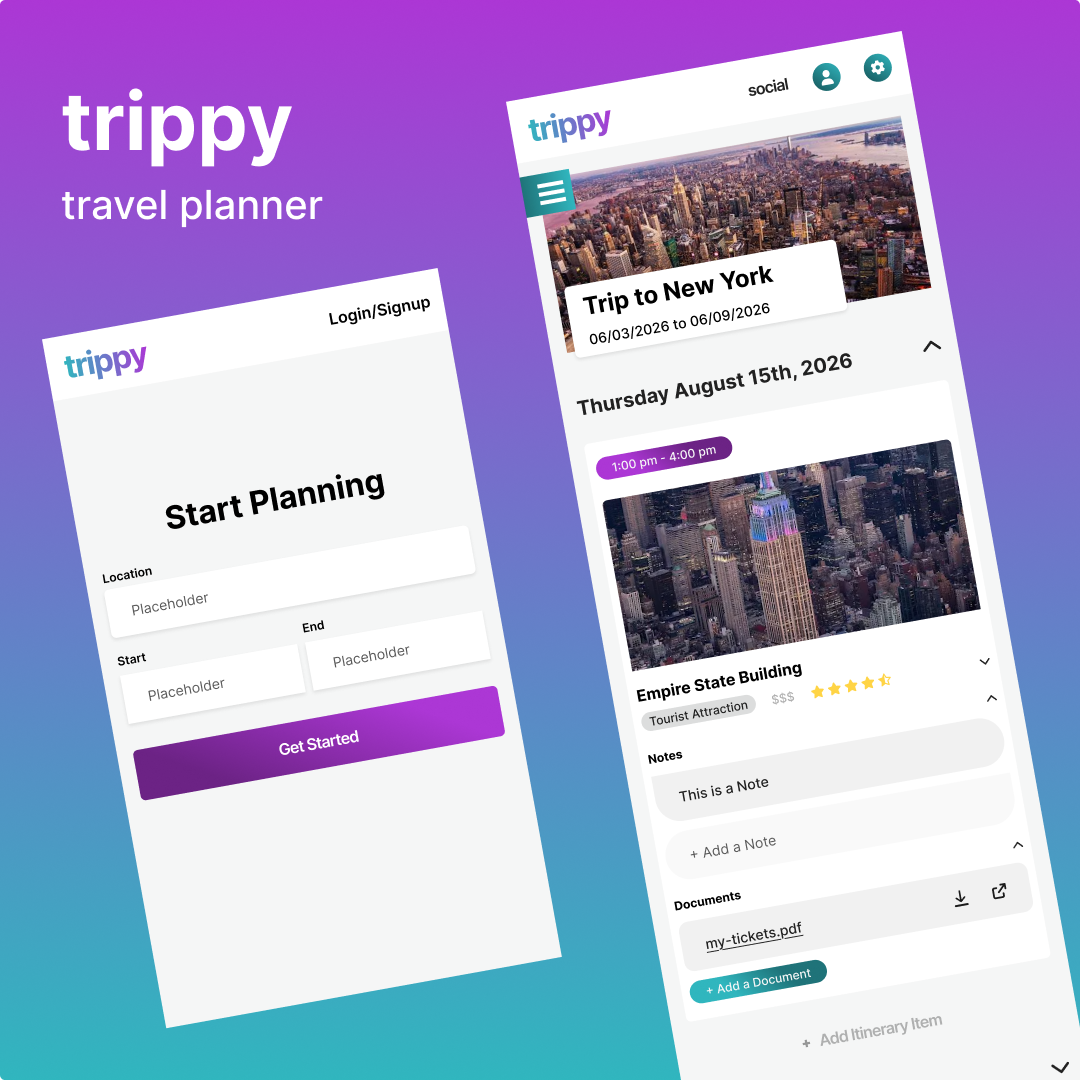 trippy
travel planner
trippy
Login/Signup
Start Planning
Location
Placeholder
Start
End
Placeholder
Placeholder
Get Started
trippy
social
Trip to New York
06/03/2026 to 06/09/2026
Thursday August 15th, 2026
1:00 pm - 4:00 pm
Empire State Building
Tourist Attraction
$$$
Notes
This is a Note
+ Add a Note
Documents
my-tickets.pdf
+ Add a Document
+ Add Itinerary Item